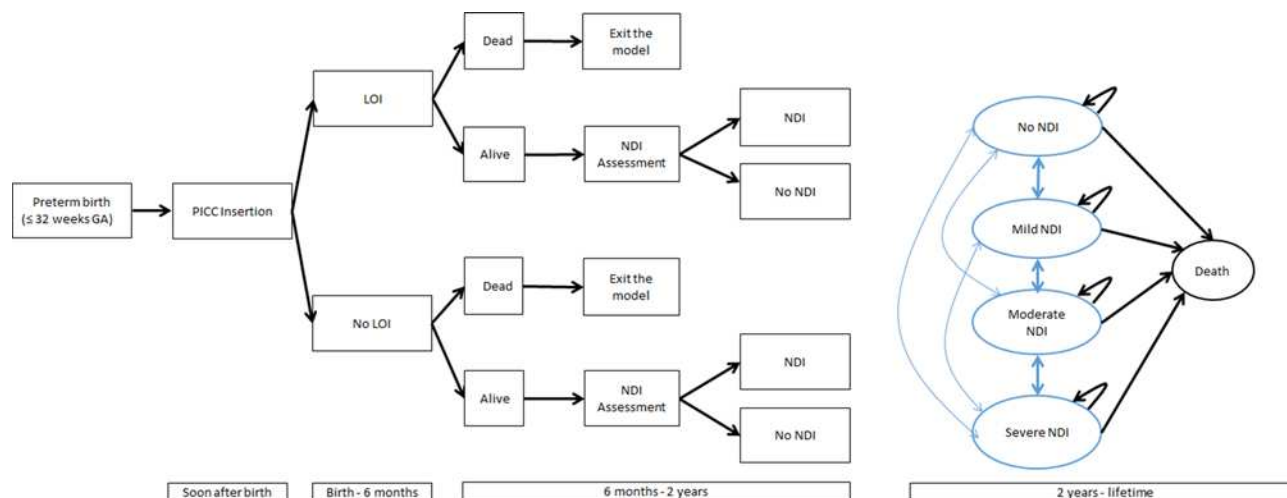 Preterm birth
(≤ 32 weeks GA)
PICC Insertion
LOI
Dead
Exit the
model
Alive
NDI
Assessment
NDI
No NDI
No LOI
Dead
Exit the
model
Alive
NDI
Assessment
NDI
No NDI
No NDI
Mild NDI
Moderate
NDI
Severe NDI
Death
Soon after birth
Birth - 6 months
6 months - 2 years
2 years - lifetime